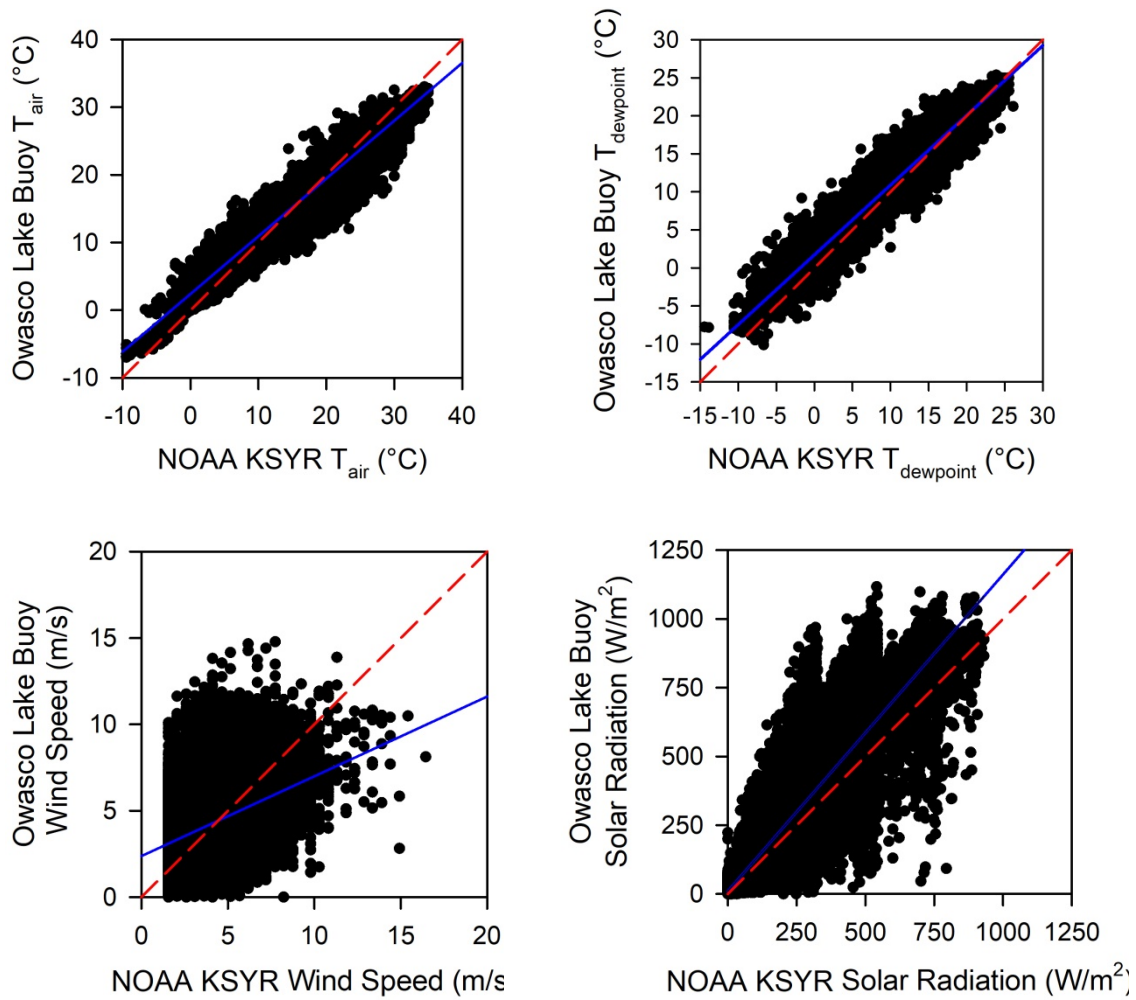 Owasco Lake Buoy T_air (°C)
40
30
20
10
0
-10
-10 0 10 20 30 40
NOAA KSYR T_air (°C)
Owasco Lake Buoy T_dewpoint (°C)
30
25
20
15
10
5
0
-5
-10
-15
-15 -10 -5 0 5 10 15 20 25 30
NOAA KSYR T_dewpoint (°C)
Owasco Lake Buoy
Wind Speed (m/s)
20
15
10
5
0
0 5 10 15 20
NOAA KSYR Wind Speed (m/s
Owasco Lake Buoy
Solar Radiation (W/m²)
1250
1000
750
500
250
0
0 250 500 750 1000 1250
NOAA KSYR Solar Radiation (W/m²)